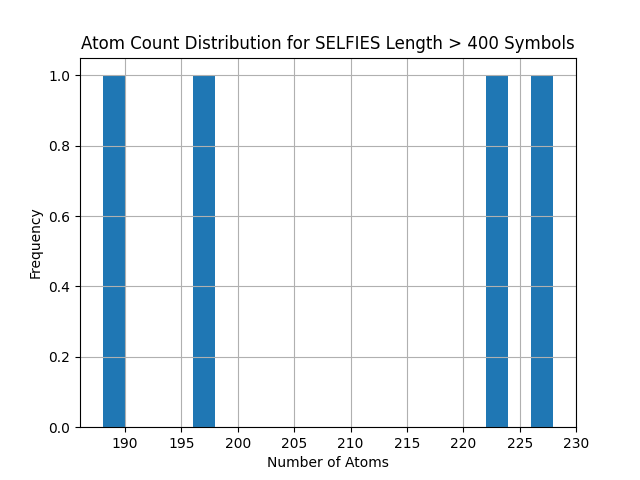 Atom Count Distribution for SELFIES Length > 400 Symbols
1.0
0.8
0.6
0.4
0.2
0.0
Frequency
190 195 200 205 210 215 220 225 230
Number of Atoms